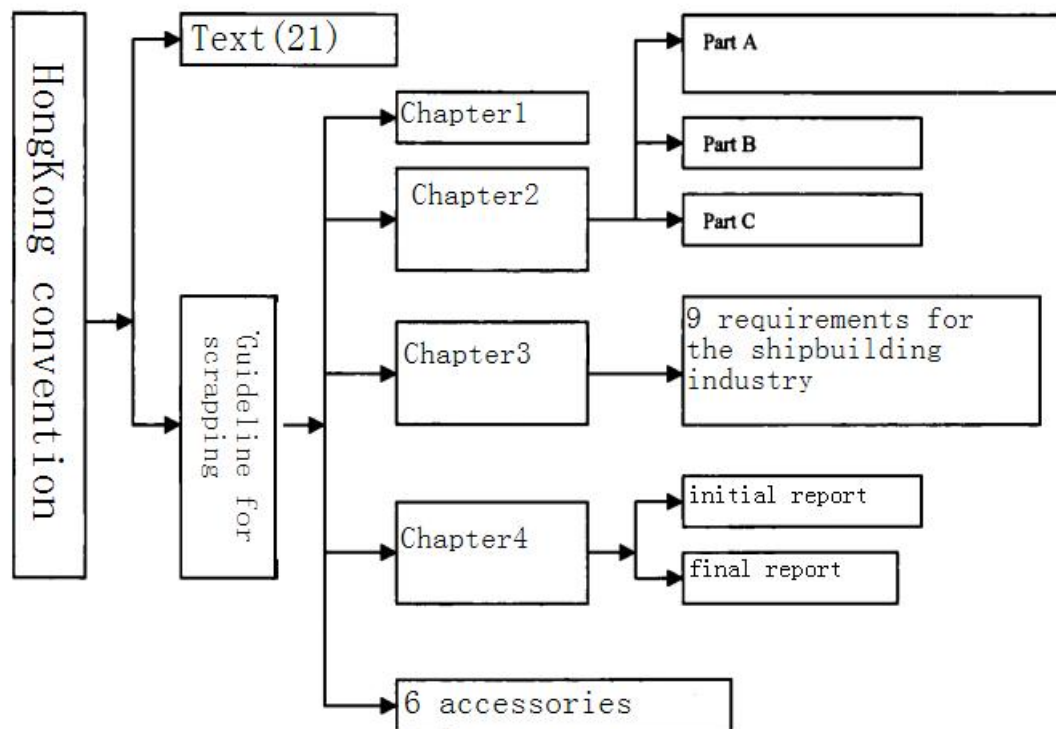 HongKong convention
Text(21)
Guideline for
scrapping
Chapter1
Chapter2
Part A
Part B
Part C
Chapter3
9 requirements for
the shipbuilding
industry
Chapter4
initial report
final report
6 accessories